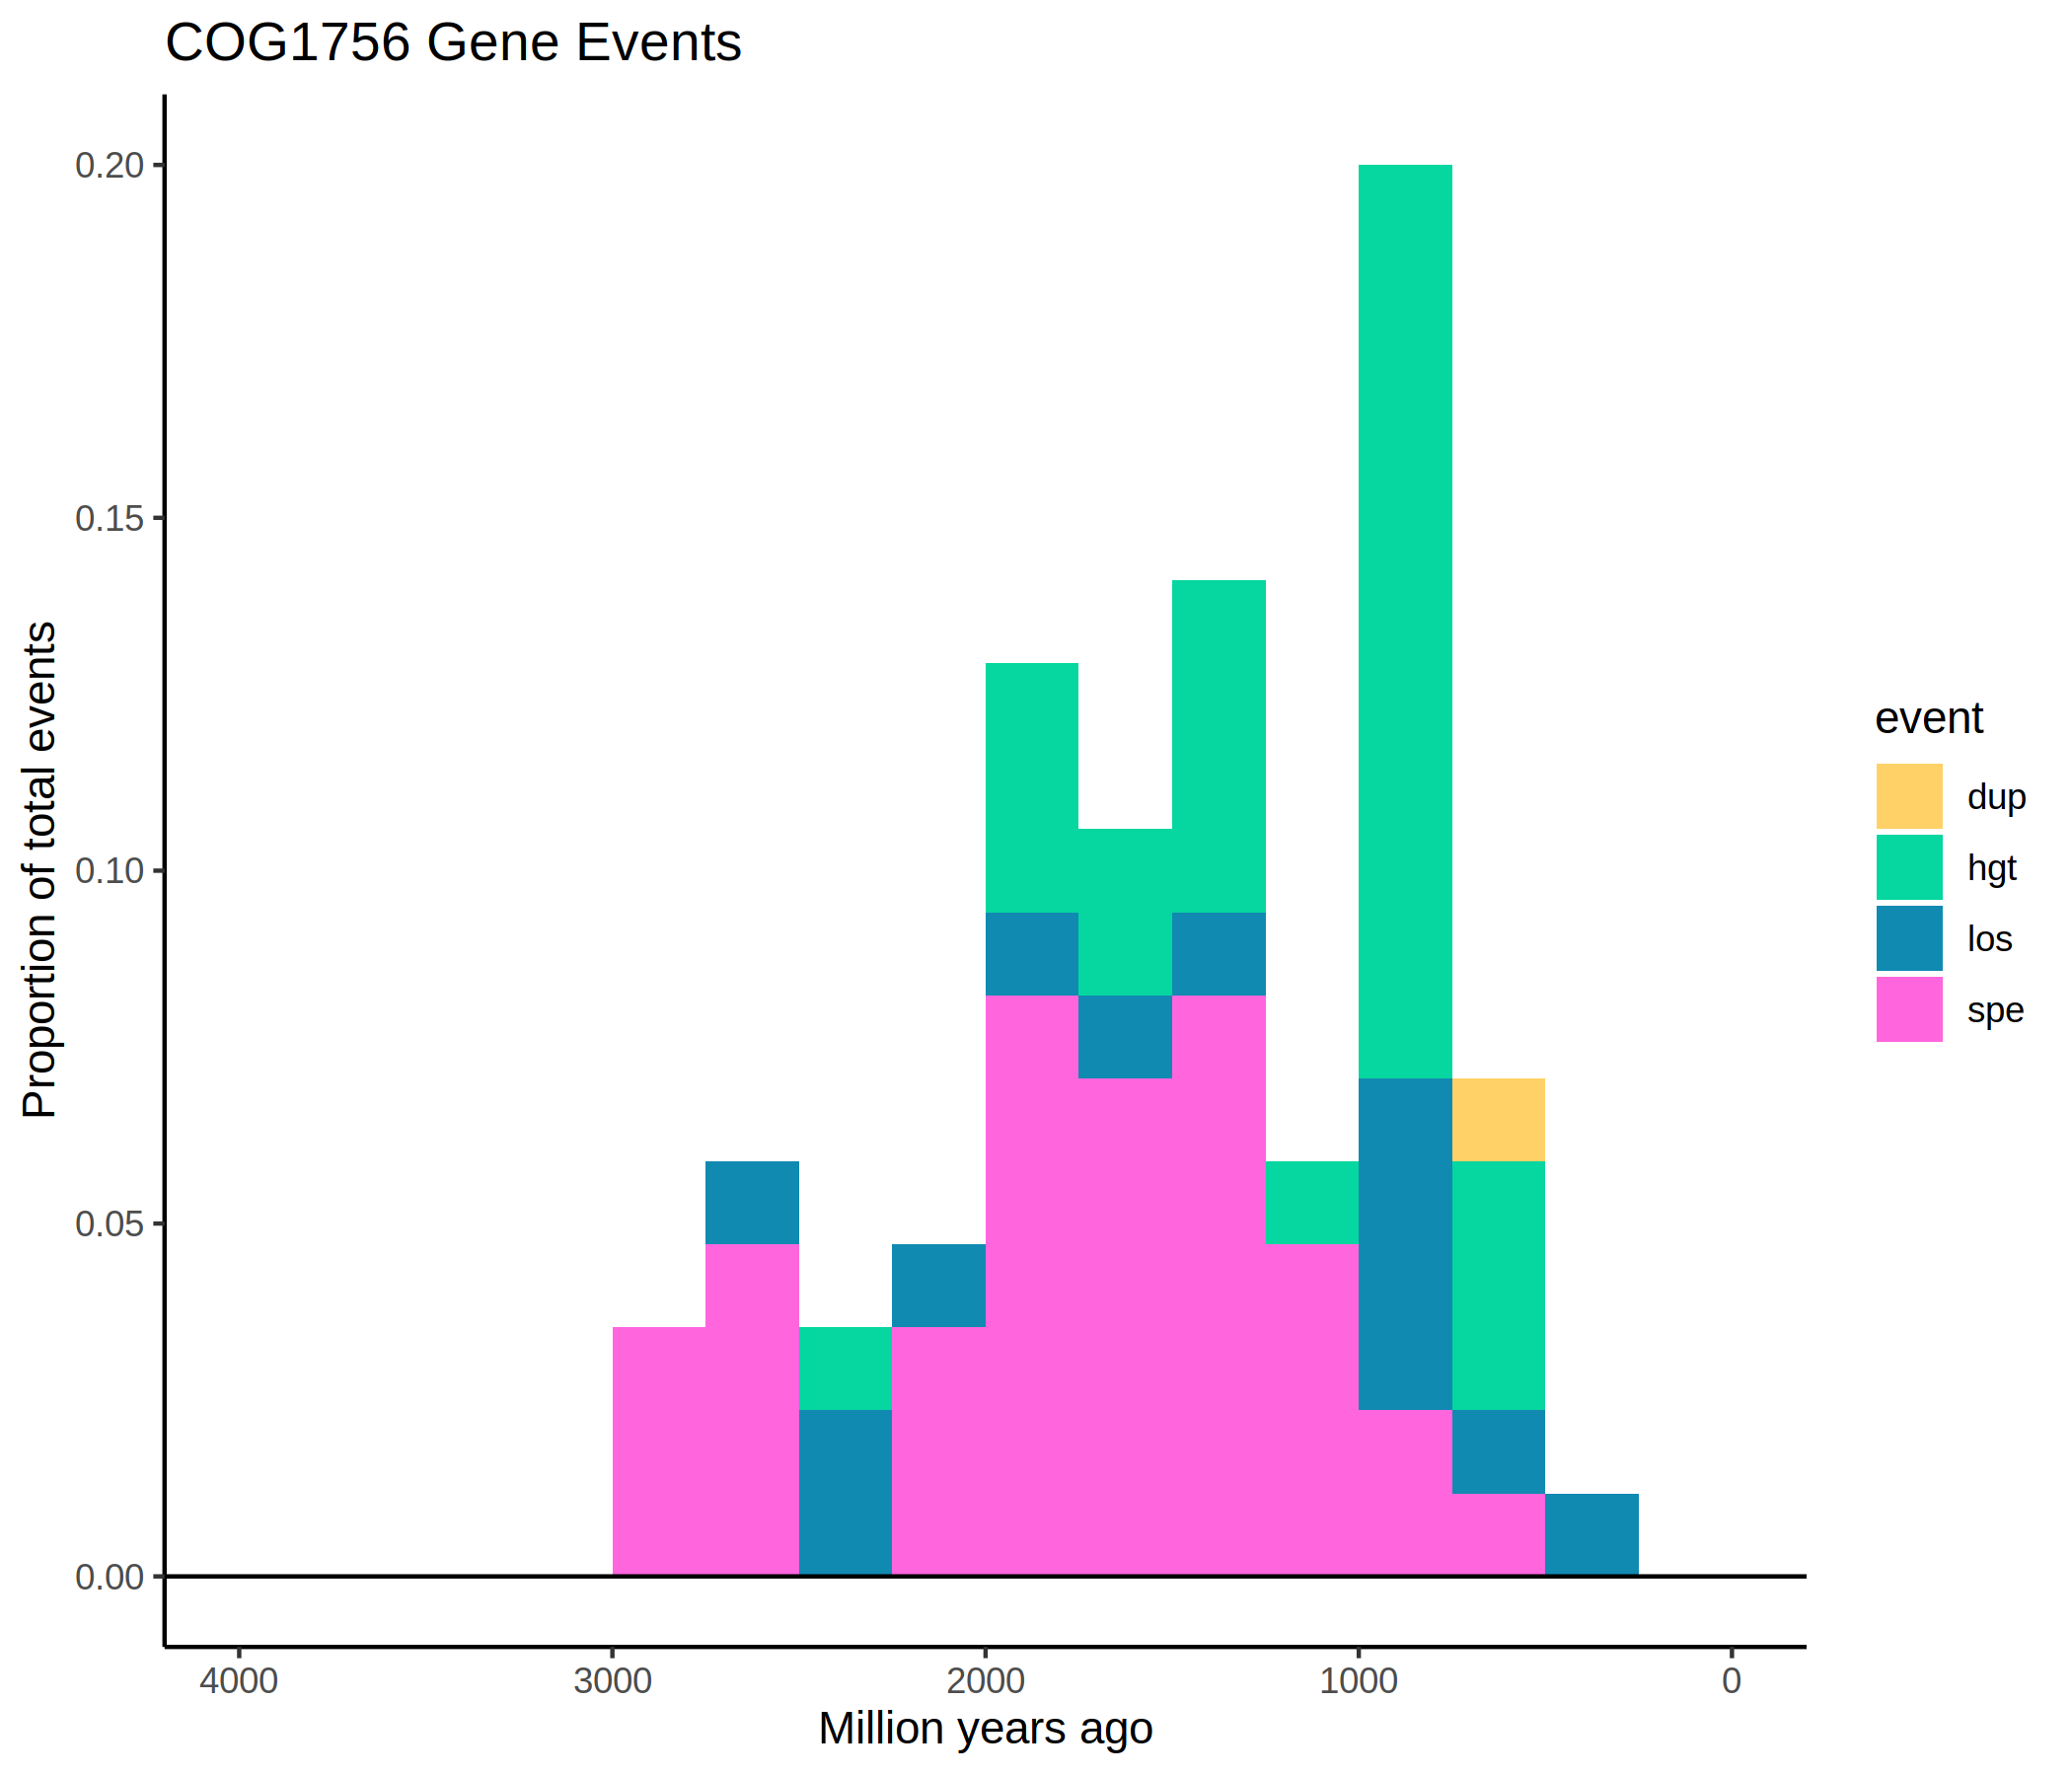 COG1756 Gene Events
Proportion of total events
0.20
0.15
0.10
0.05
0.00
4000 3000 2000 1000 0
Million years ago
event
dup
hgt
los
spe